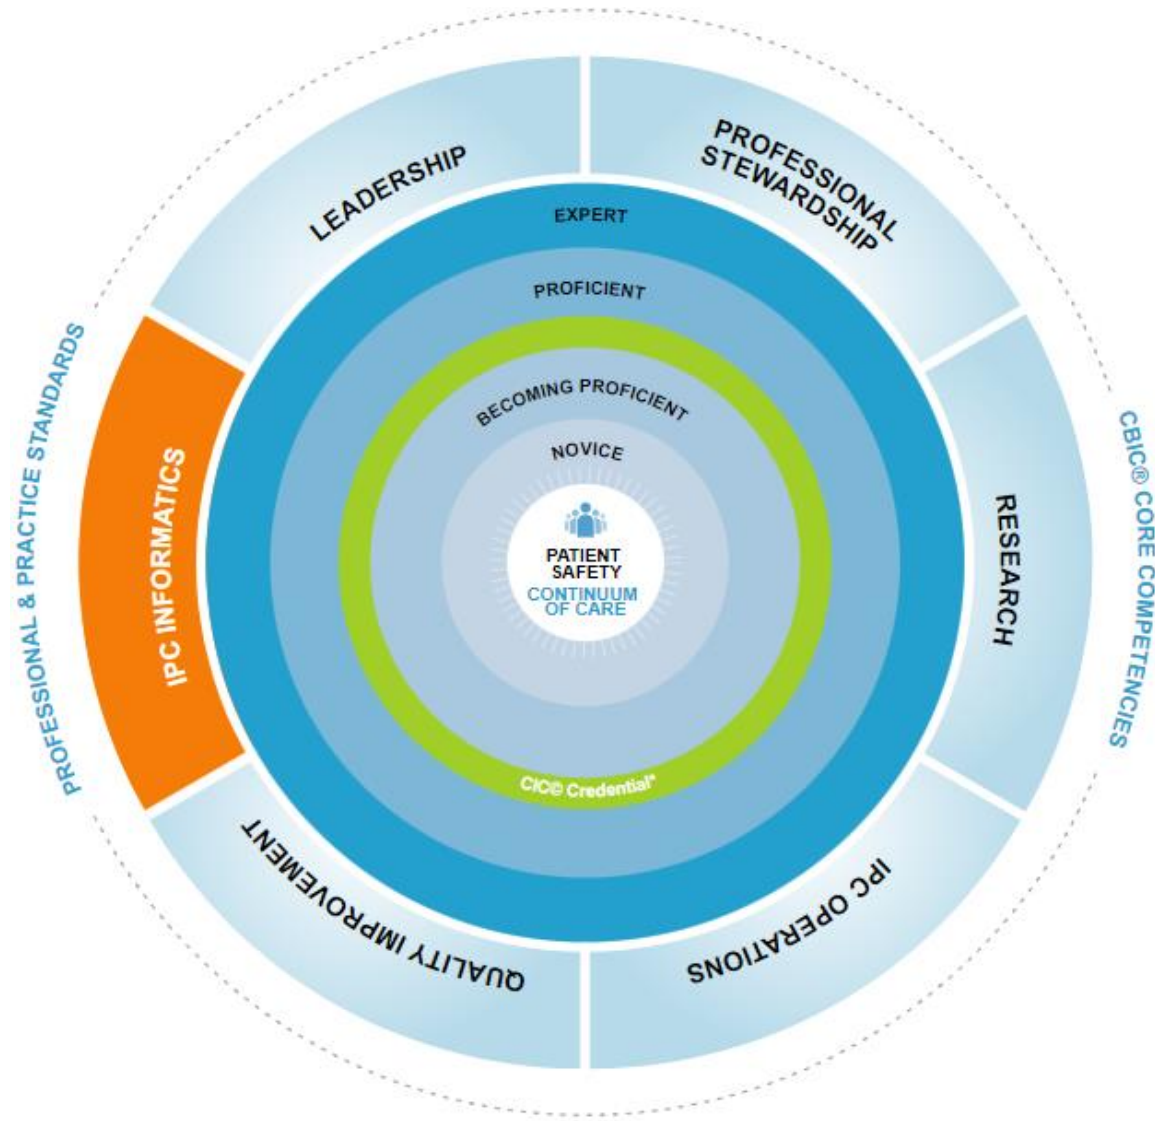 LEADERSHIP
PROFESSIONAL
STEWARDSHIP
EXPERT
PROFICIENT
BECOMING PROFICIENT
NOVICE
PATIENT
SAFETY
CONTINUUM
OF CARE
CIC© Credential*
IPC INFORMATICS
RESEARCH
QUALITY IMPROVEMENT
IPC OPERATIONS
PROFESSIONAL & PRACTICE STANDARDS
CBIC® CORE COMPETENCIES